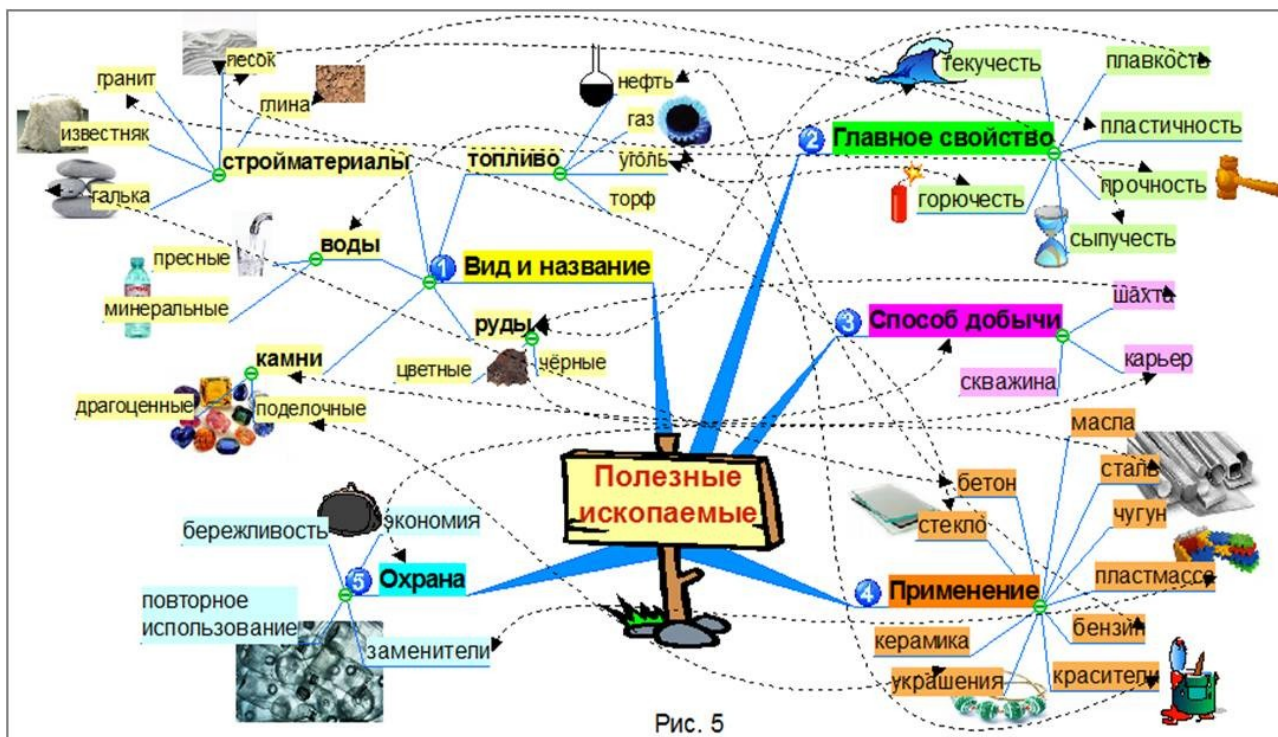 Полезные
ископаемые
1
Вид и название
стройматериалы
песок
гранит
глина
известняк
галька
топливо
нефть
газ
уголь
торф
воды
пресные
минеральные
руды
цветные
чёрные
камни
драгоценные
поделочные
2
Главное свойство
текучесть
плавкость
пластичность
прочность
горючесть
сыпучесть
3
Способ добычи
шахта
карьер
скважина
4
Применение
масла
сталь
чугун
пластмасса
бензин
красители
бетон
стекло
керамика
украшения
5
Охрана
бережливость
экономия
повторное
использование
заменители
Рис. 5